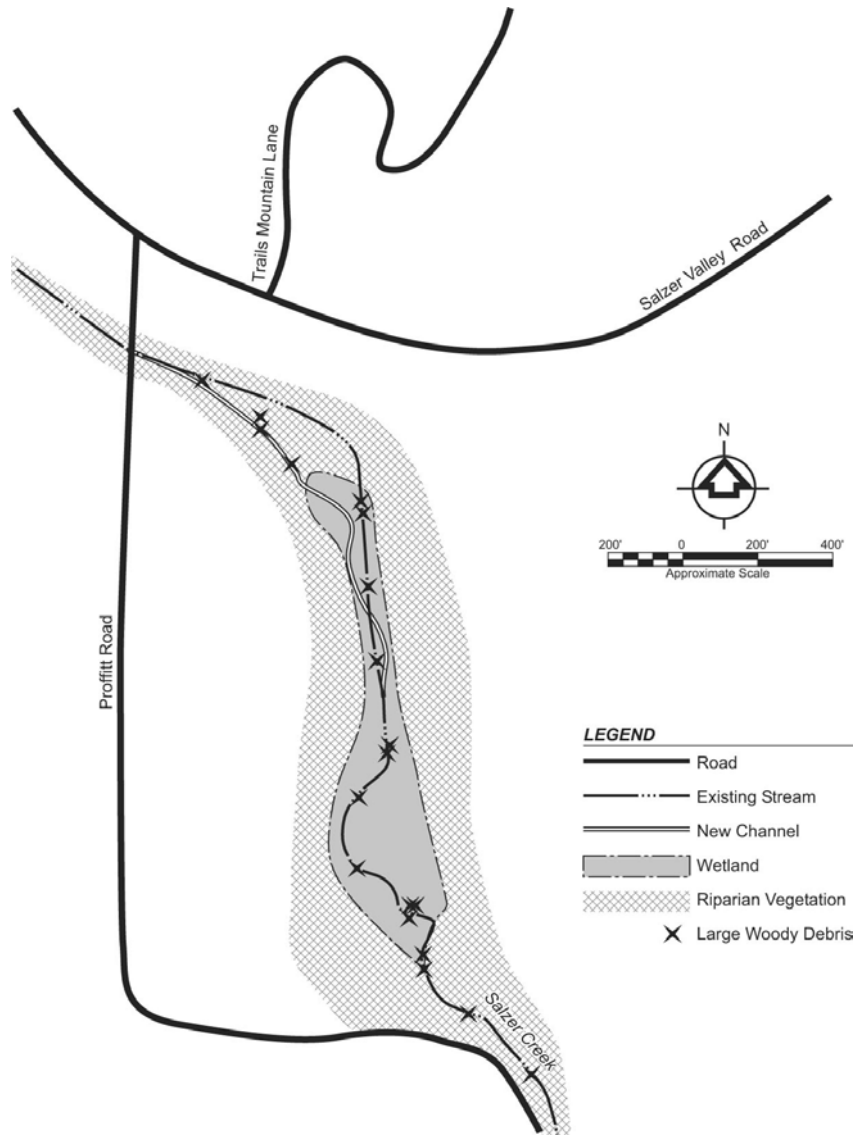 Trails Mountain Lane
Salzer Valley Road
N
200' 0 200' 400'
Approximate Scale
Proffitt Road
LEGEND
Road
Existing Stream
New Channel
Wetland
Riparian Vegetation
Large Woody Debris
Salzer Creek